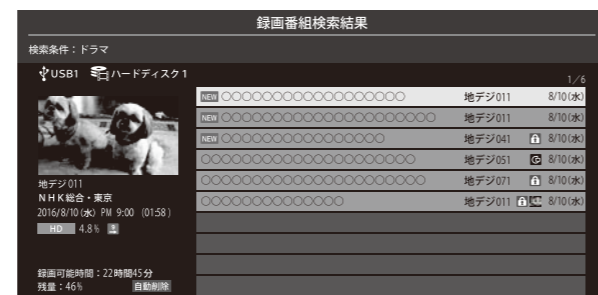 録画番組検索結果
検索条件：ドラマ
USB1 ハードディスク1
1／6
NEW ○○○○○○○○○○○○○○○○○○ 地デジ011 8/10(水)
NEW ○○○○○○○○○○○○○○○○○○○○○ 地デジ011 8/10(水)
NEW ○○○○○○○○○○○○○○○○ 地デジ041 8/10(水)
○○○○○○○○○○○○○○○○○○○○○ 地デジ051 8/10(水)
○○○○○○○○○○○○○○○○○○○○○○ 地デジ071 8/10(水)
○○○○○○○○○○○○○○ 地デジ011 8/10(水)
地デジ011
NHK総合・東京
2016/8/10(水) PM 9:00 (01:58)
HD 4.8%
録画可能時間：22時間45分
残量：46% 自動削除